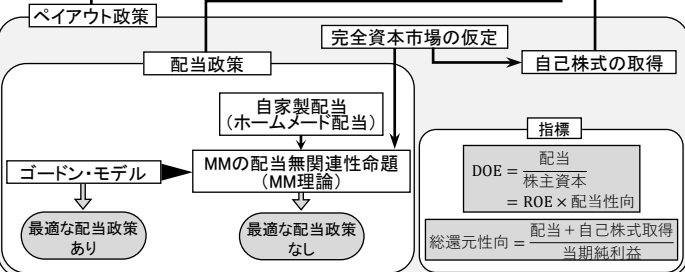 ペイアウト政策
完全資本市場の仮定
配当政策
自己株式の取得
自家製配当
(ホームメード配当)
ゴードン・モデル
MMの配当無関連性命題
(MM理論)
最適な配当政策
あり
最適な配当政策
なし
指標
DOE = 配当 / 株主資本
= ROE × 配当性向
総還元性向 = 配当 + 自己株式取得 / 当期純利益